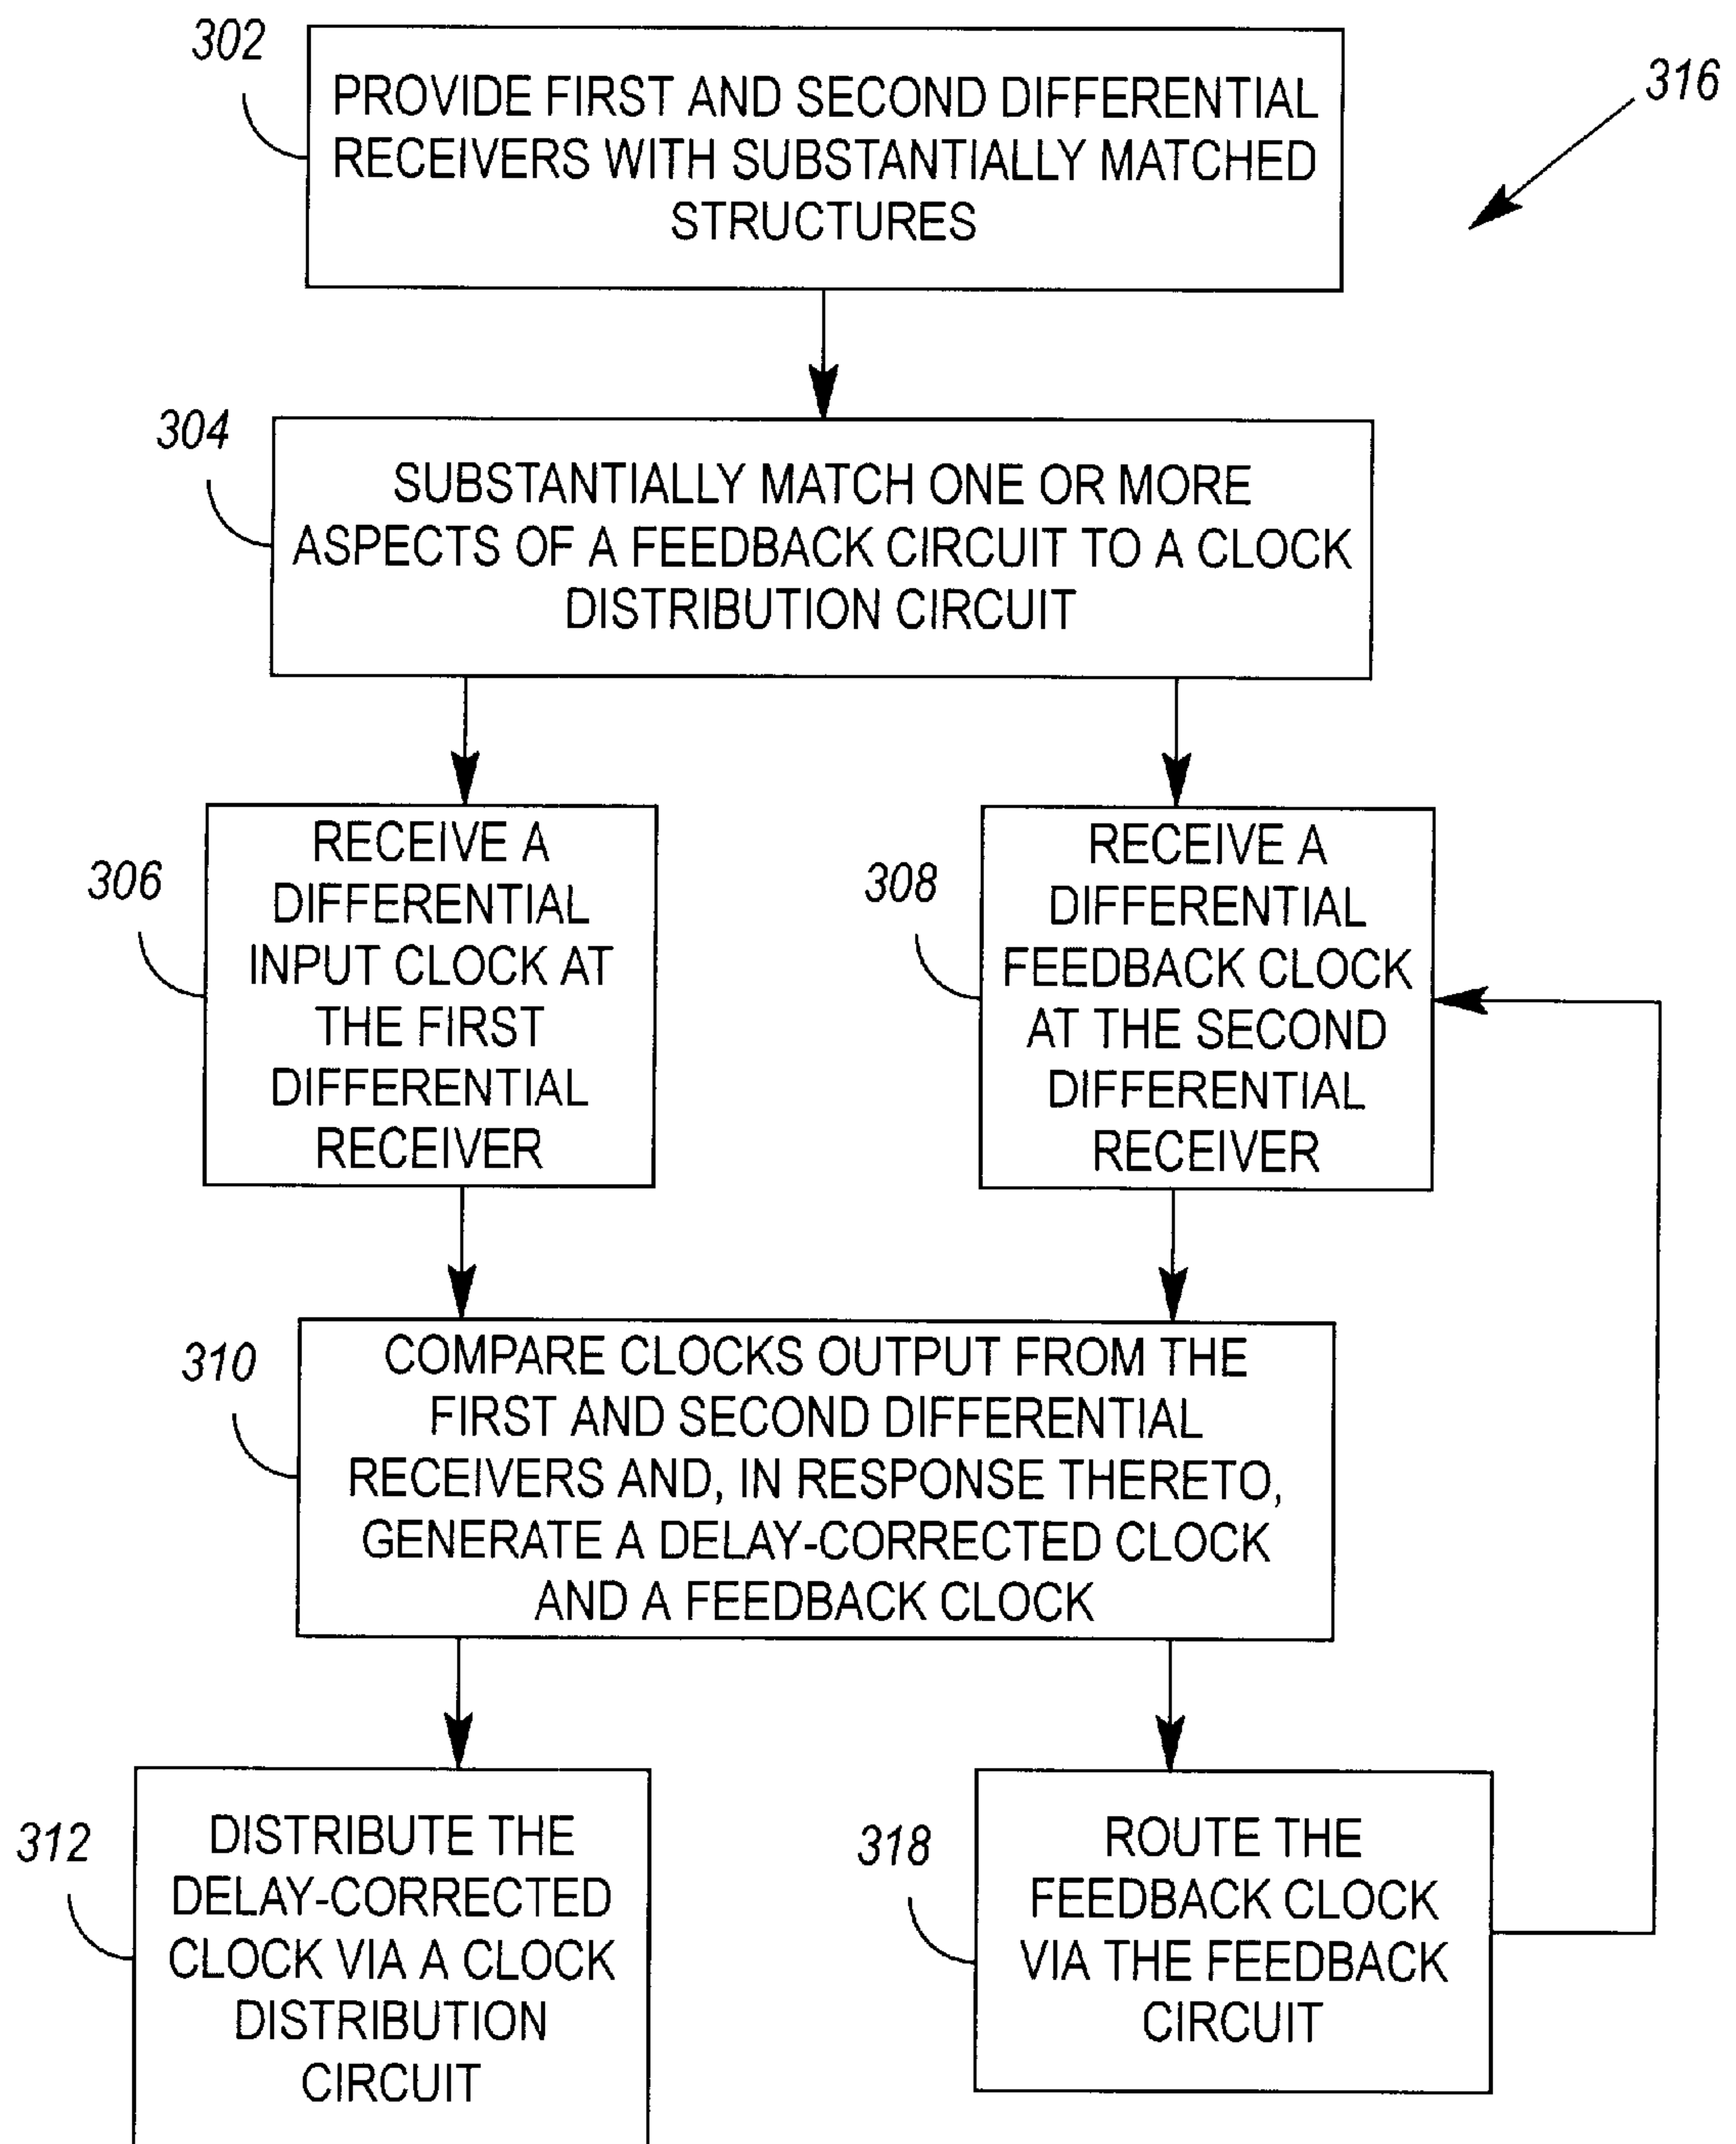 302
316
PROVIDE FIRST AND SECOND DIFFERENTIAL
RECEIVERS WITH SUBSTANTIALLY MATCHED
STRUCTURES
304
SUBSTANTIALLY MATCH ONE OR MORE
ASPECTS OF A FEEDBACK CIRCUIT TO A CLOCK
DISTRIBUTION CIRCUIT
306
RECEIVE A
DIFFERENTIAL
INPUT CLOCK AT
THE FIRST
DIFFERENTIAL
RECEIVER
308
RECEIVE A
DIFFERENTIAL
FEEDBACK CLOCK
AT THE SECOND
DIFFERENTIAL
RECEIVER
310
COMPARE CLOCKS OUTPUT FROM THE
FIRST AND SECOND DIFFERENTIAL
RECEIVERS AND, IN RESPONSE THERETO,
GENERATE A DELAY-CORRECTED CLOCK
AND A FEEDBACK CLOCK
312
DISTRIBUTE THE
DELAY-CORRECTED
CLOCK VIA A CLOCK
DISTRIBUTION
CIRCUIT
318
ROUTE THE
FEEDBACK CLOCK
VIA THE FEEDBACK
CIRCUIT